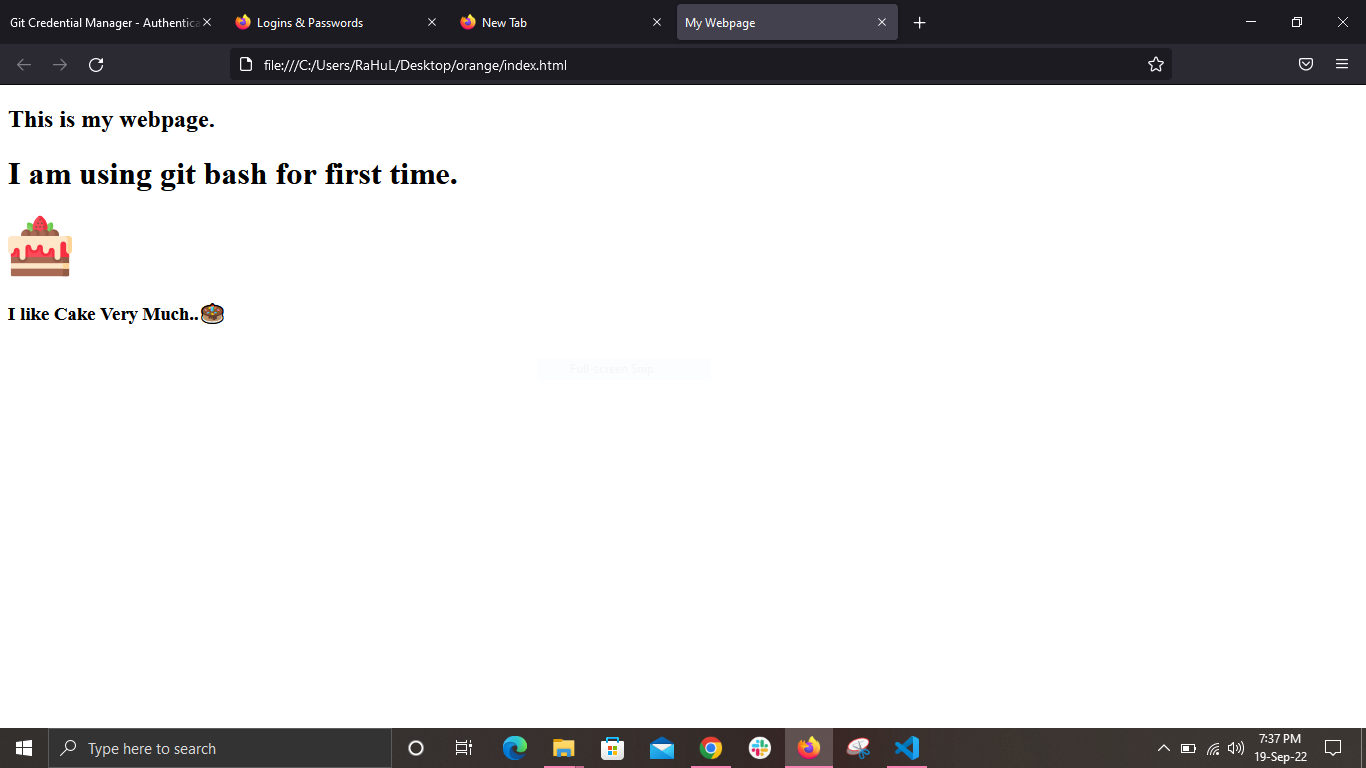 Git Credential Manager - Authentica
Logins & Passwords
New Tab
My Webpage
file:///C:/Users/RaHuL/Desktop/orange/index.html
This is my webpage.
I am using git bash for first time.
I like Cake Very Much..
Full-screen Snip
Type here to search
7:37 PM
19-Sep-22